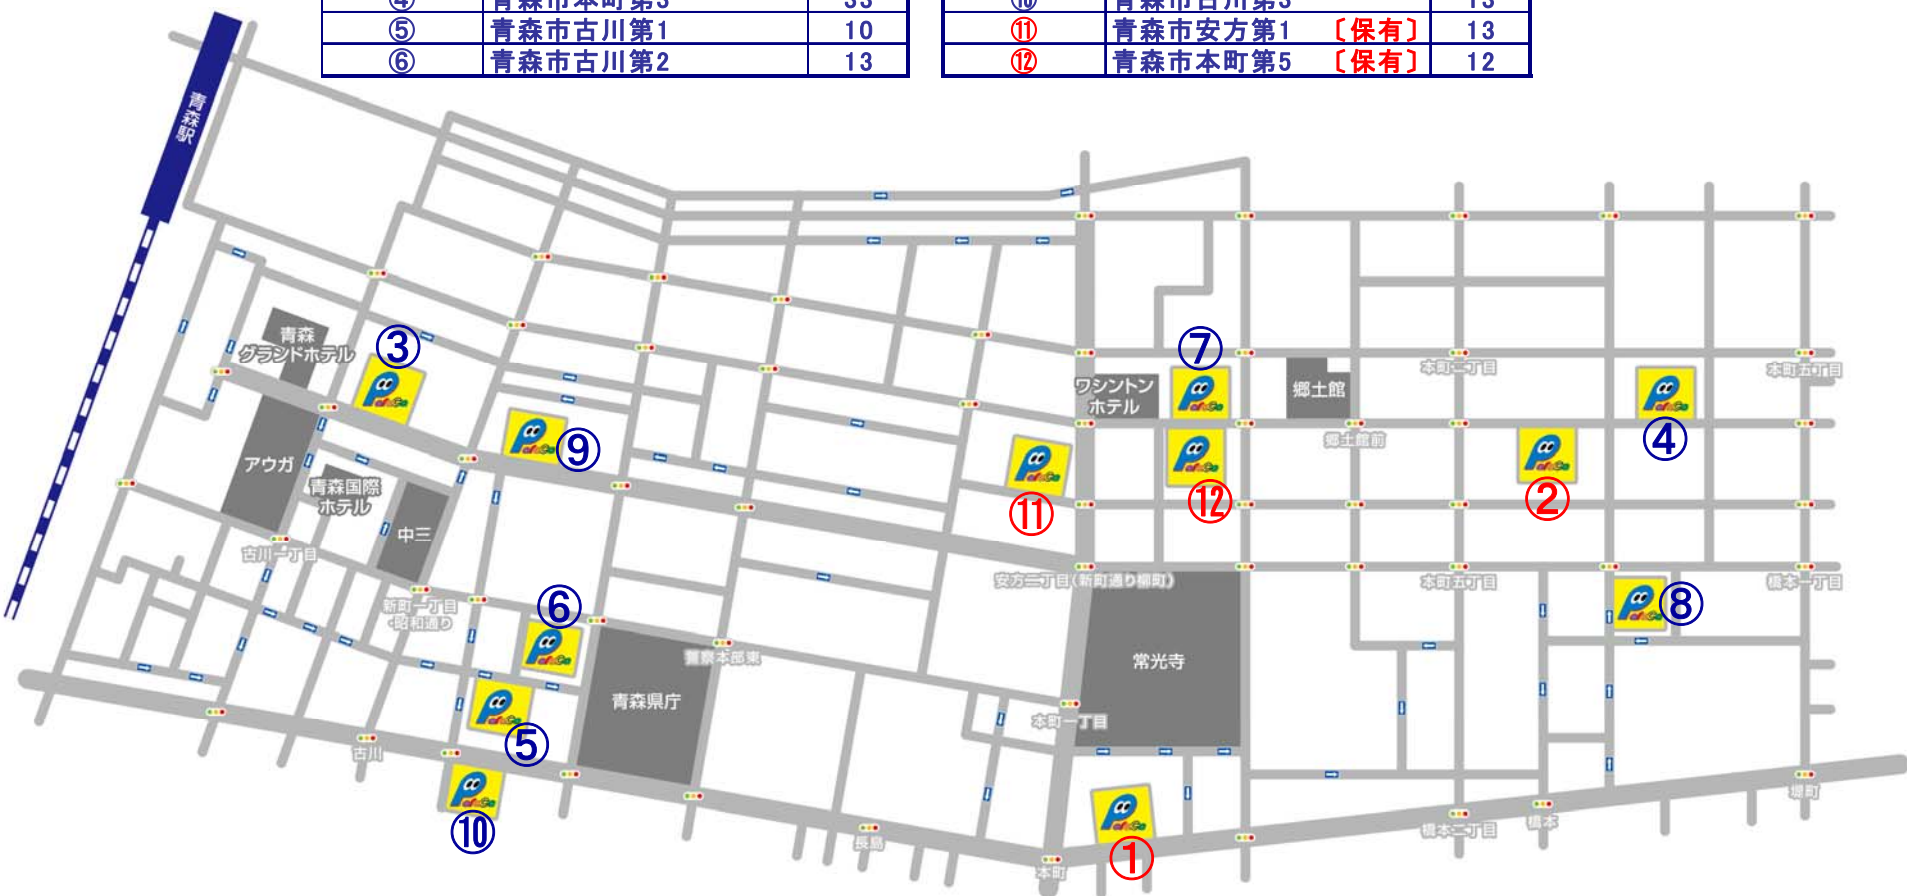 ⑤ 青森市古川第1 10
⑥ 青森市古川第2 13
⑪ 青森市安方第1 〔保有〕 13
⑫ 青森市本町第5 〔保有〕 12
青森駅
青森
グランドホテル
③
⑦
ワシントン
ホテル
郷土館
本町二丁目
本町五丁目
④
郷土館前
⑨
アウガ
青森国際
ホテル
中三
⑪
⑫
②
古川一丁目
安方二丁目(新町通り柳町)
本町五丁目
橋本一丁目
新町一丁目
・昭和通り
⑥
⑧
警察本部東
常光寺
青森県庁
本町一丁目
⑤
古川
⑩
長島
本町
①
橋本二丁目
橋本
堤町